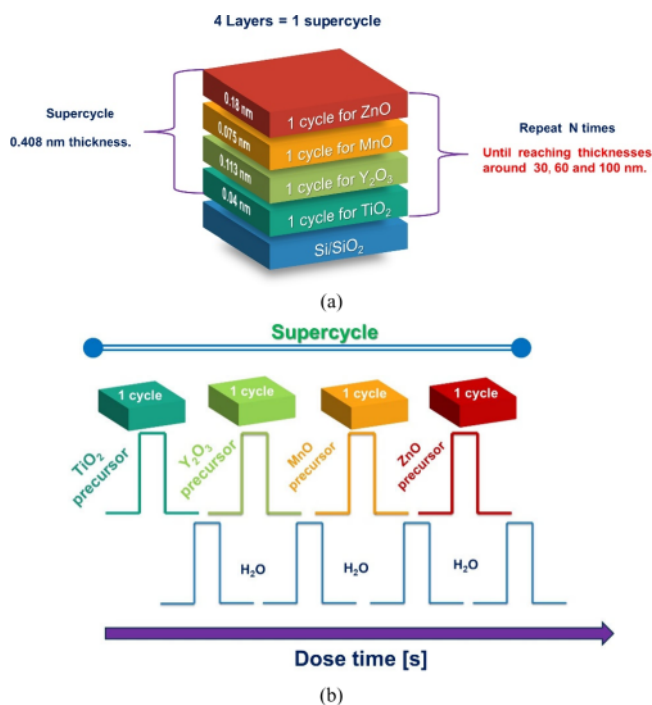 4 Layers = 1 supercycle
0.18 nm
1 cycle for ZnO
0.075 nm
1 cycle for MnO
0.113 nm
1 cycle for Y₂O₃
0.04 nm
1 cycle for TiO₂
Si/SiO₂
Supercycle
0.408 nm thickness.
Repeat N times
Until reaching thicknesses
around 30, 60 and 100 nm.
(a)
Supercycle
1 cycle
1 cycle
1 cycle
1 cycle
TiO₂
precursor
Y₂O₃
precursor
MnO
precursor
ZnO
precursor
H₂O
H₂O
H₂O
Dose time [s]
(b)